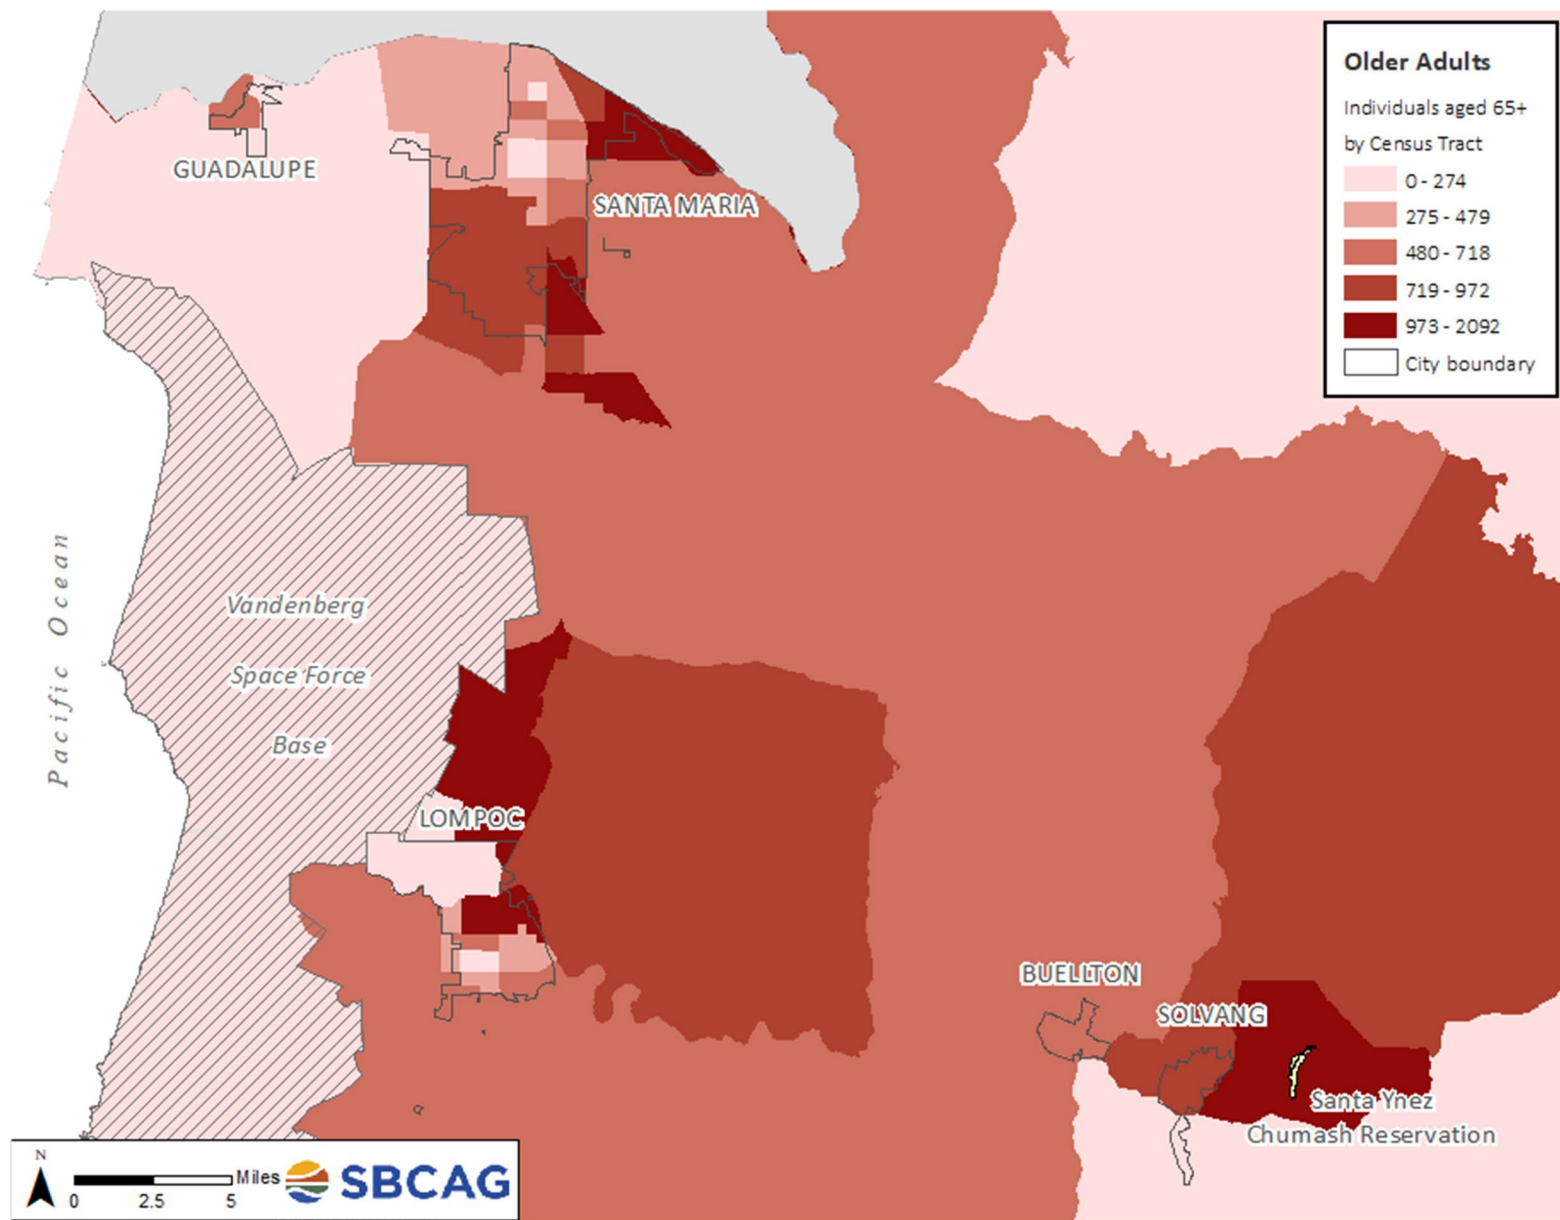 Older Adults
Individuals aged 65+
by Census Tract
0 - 274
275 - 479
480 - 718
719 - 972
973 - 2092
City boundary
GUADALUPE
SANTA MARIA
Pacific Ocean
Vandenberg
Space Force
Base
LOMPOC
BUELLTON
SOLVANG
Santa Ynez
Chumash Reservation
N
Miles
0 2.5 5
SBCAG